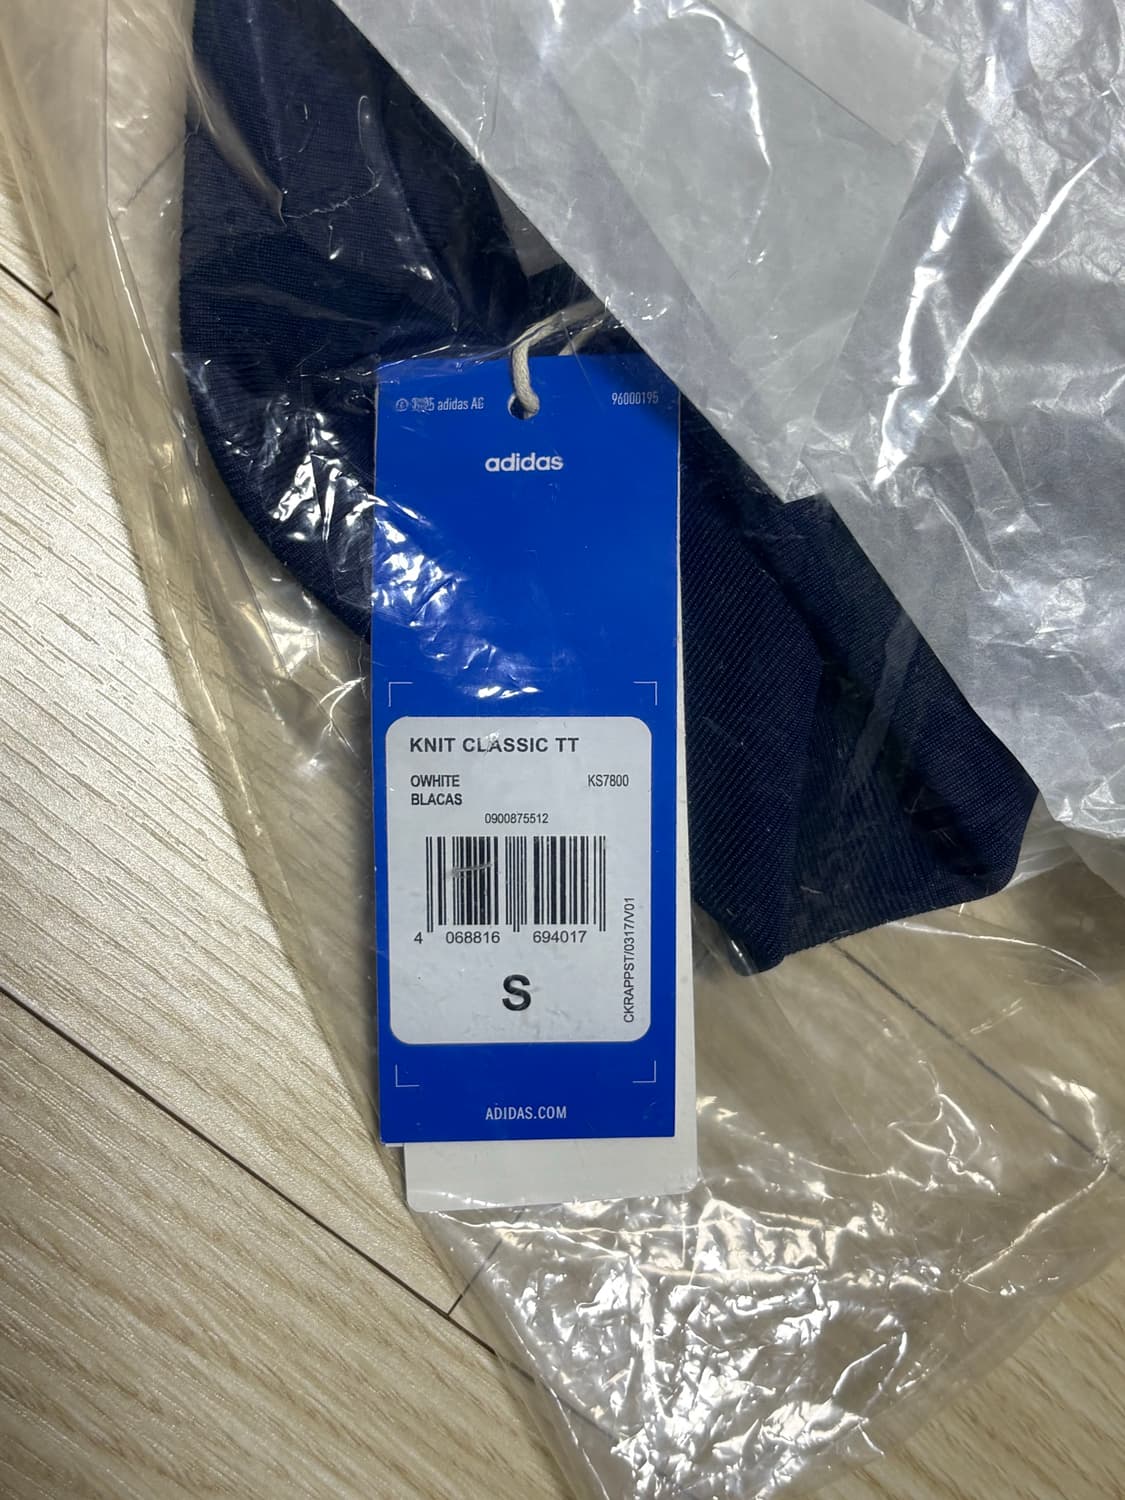 adidas AG
96000195
adidas
KNIT CLASSIC TT
OWHITE KS7800
BLACAS
0900875512
4 068816 694017
S
CKRAPPST/0317/V01
ADIDAS.COM